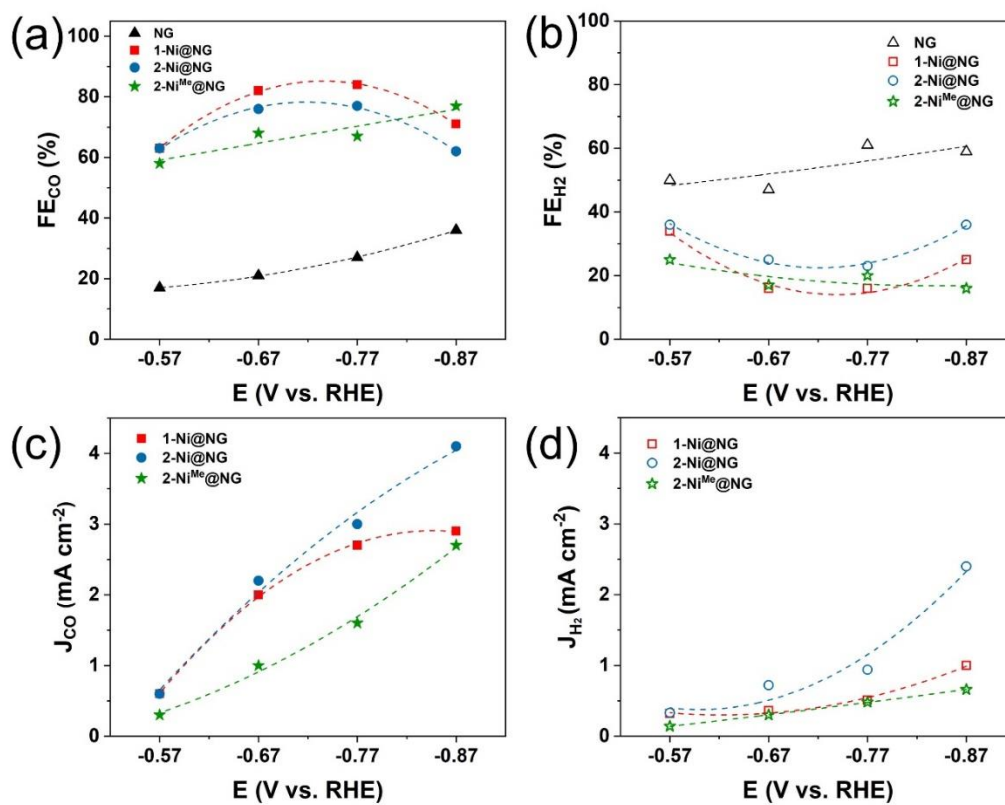 (a)
NG
1-Ni@NG
2-Ni@NG
2-Ni^Me@NG
100
80
60
40
20
0
FE_CO (%)
-0.57 -0.67 -0.77 -0.87
E (V vs. RHE)
(b)
NG
1-Ni@NG
2-Ni@NG
2-Ni^Me@NG
100
80
60
40
20
0
FE_H2 (%)
-0.57 -0.67 -0.77 -0.87
E (V vs. RHE)
(c)
1-Ni@NG
2-Ni@NG
2-Ni^Me@NG
4
3
2
1
0
J_CO (mA cm^-2)
-0.57 -0.67 -0.77 -0.87
E (V vs. RHE)
(d)
1-Ni@NG
2-Ni@NG
2-Ni^Me@NG
4
3
2
1
0
J_H2 (mA cm^-2)
-0.57 -0.67 -0.77 -0.87
E (V vs. RHE)